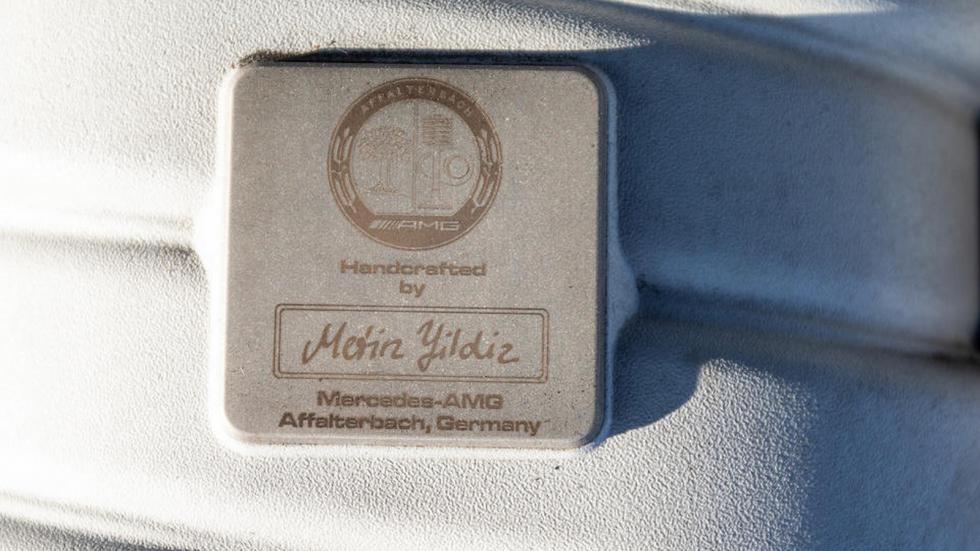 AFFALTERBACH
AMG
Handcrafted
by
Metin Yildiz
Mercedes-AMG
Affalterbach, Germany